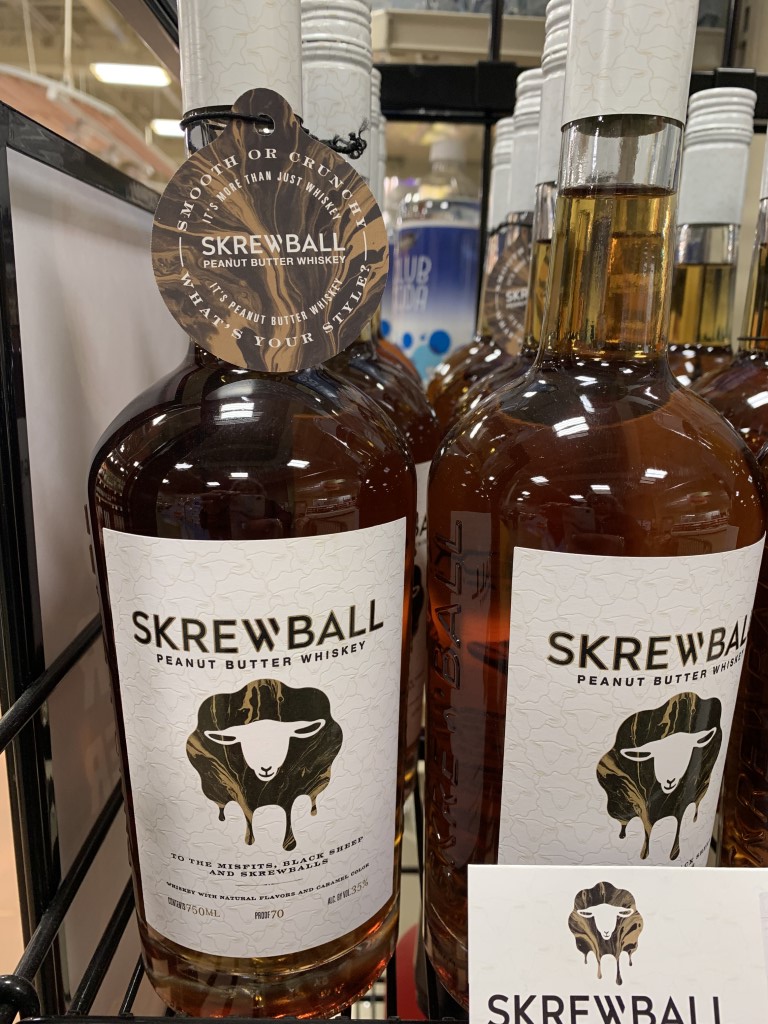 SMOOTH OR CRUNCHY
IT'S MORE THAN JUST WHISKEY
SKREWBALL
PEANUT BUTTER WHISKEY
IT'S PEANUT BUTTER WHISKEY
WHAT'S YOUR STYLE?
SKREWBALL
PEANUT BUTTER WHISKEY
TO THE MISFITS, BLACK SHEEP
AND SKREWBALLS
WHISKEY WITH NATURAL FLAVORS AND CARAMEL COLOR
CONTENTS 750ML PROOF 70 ALC. BY VOL. 35%
SKREWBAL
PEANUT BUTTER WHISKEY
SKREWBALL
SKREWBALL